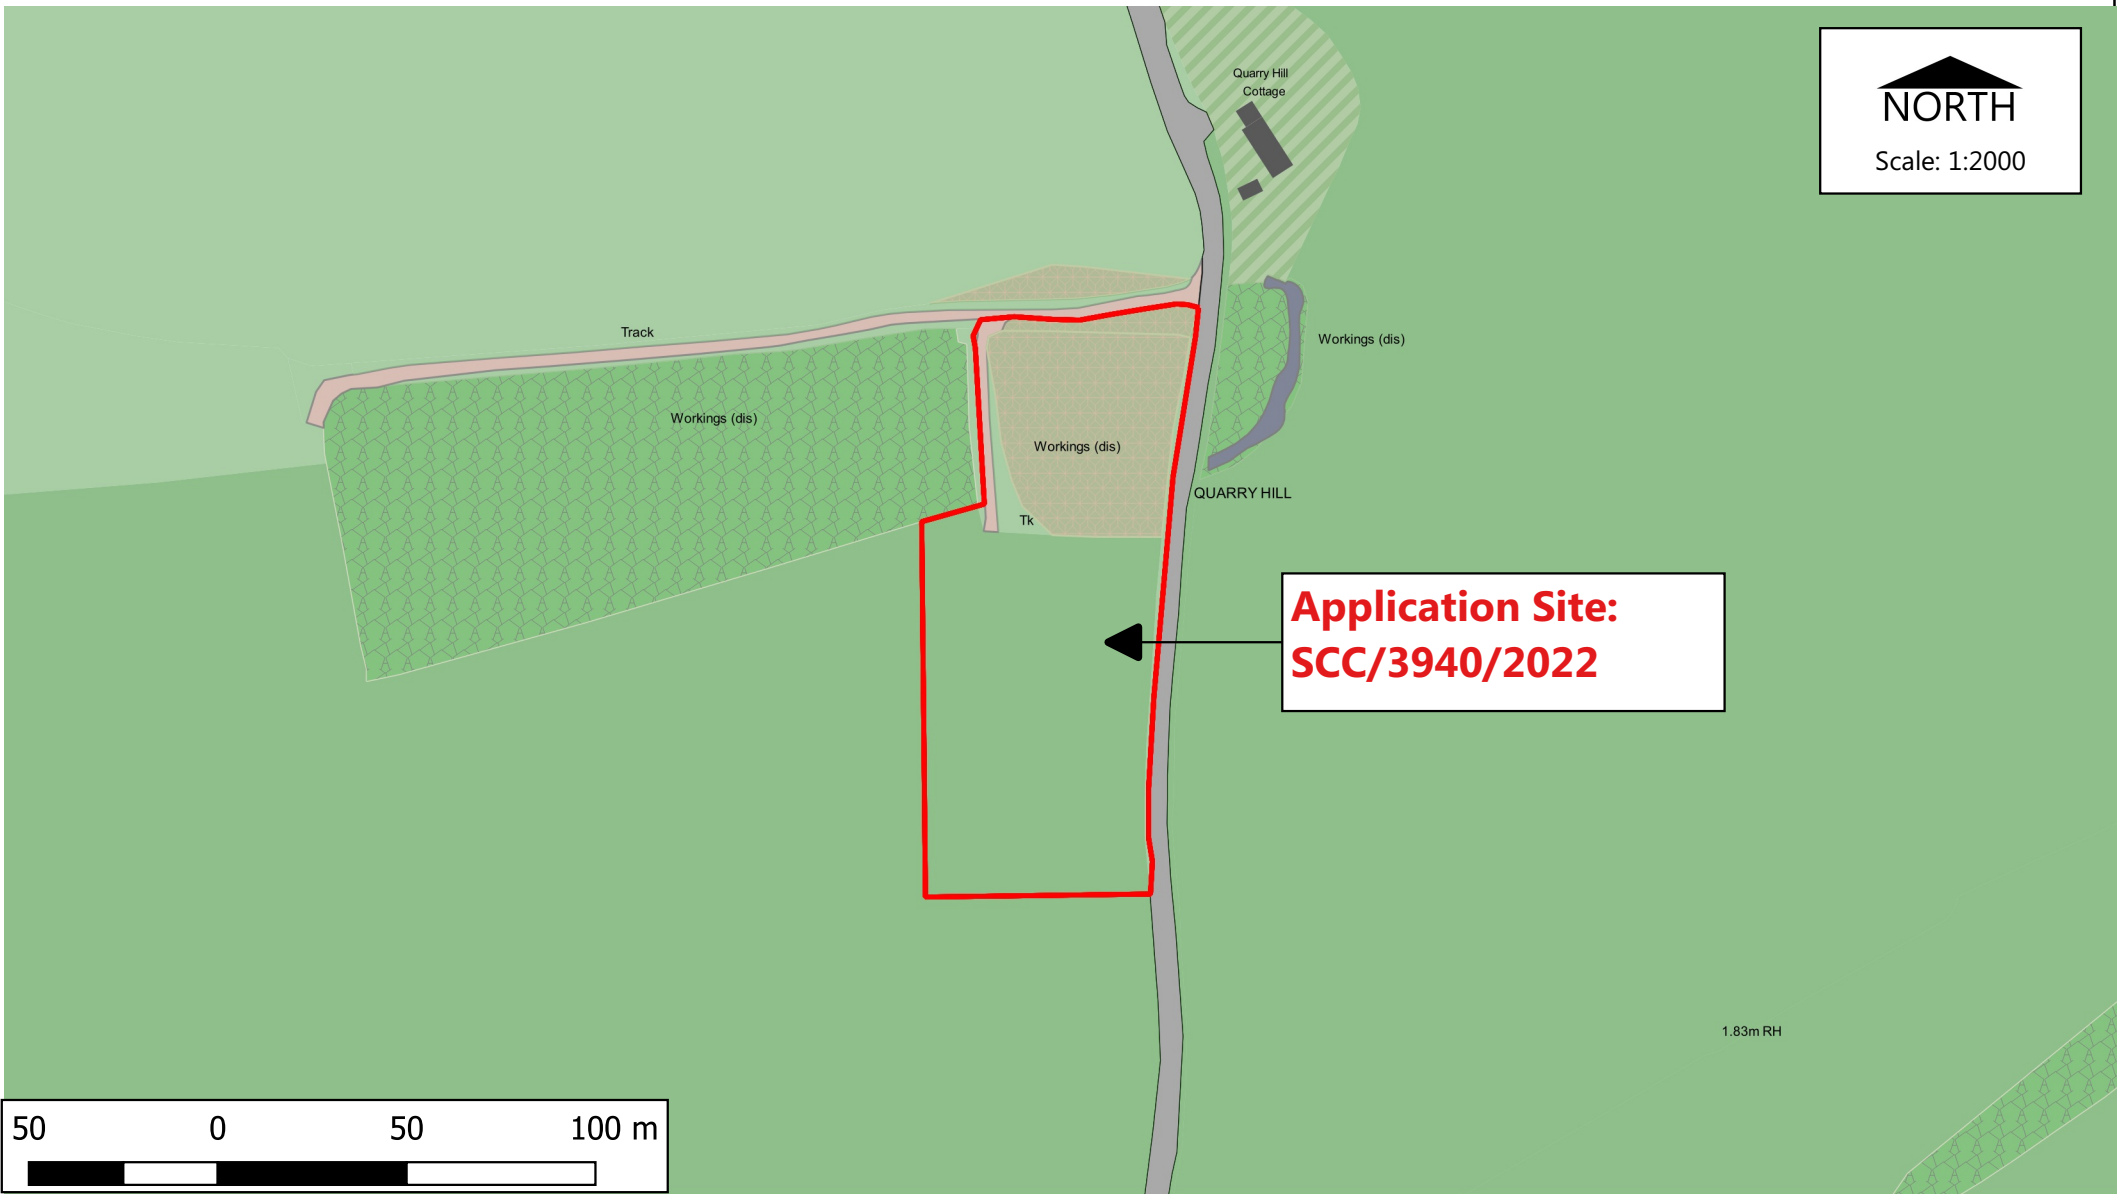 Quarry Hill
Cottage
NORTH
Scale: 1:2000
Track
Workings (dis)
Workings (dis)
Workings (dis)
QUARRY HILL
Tk
Application Site:
SCC/3940/2022
1.83m RH
50 0 50 100 m